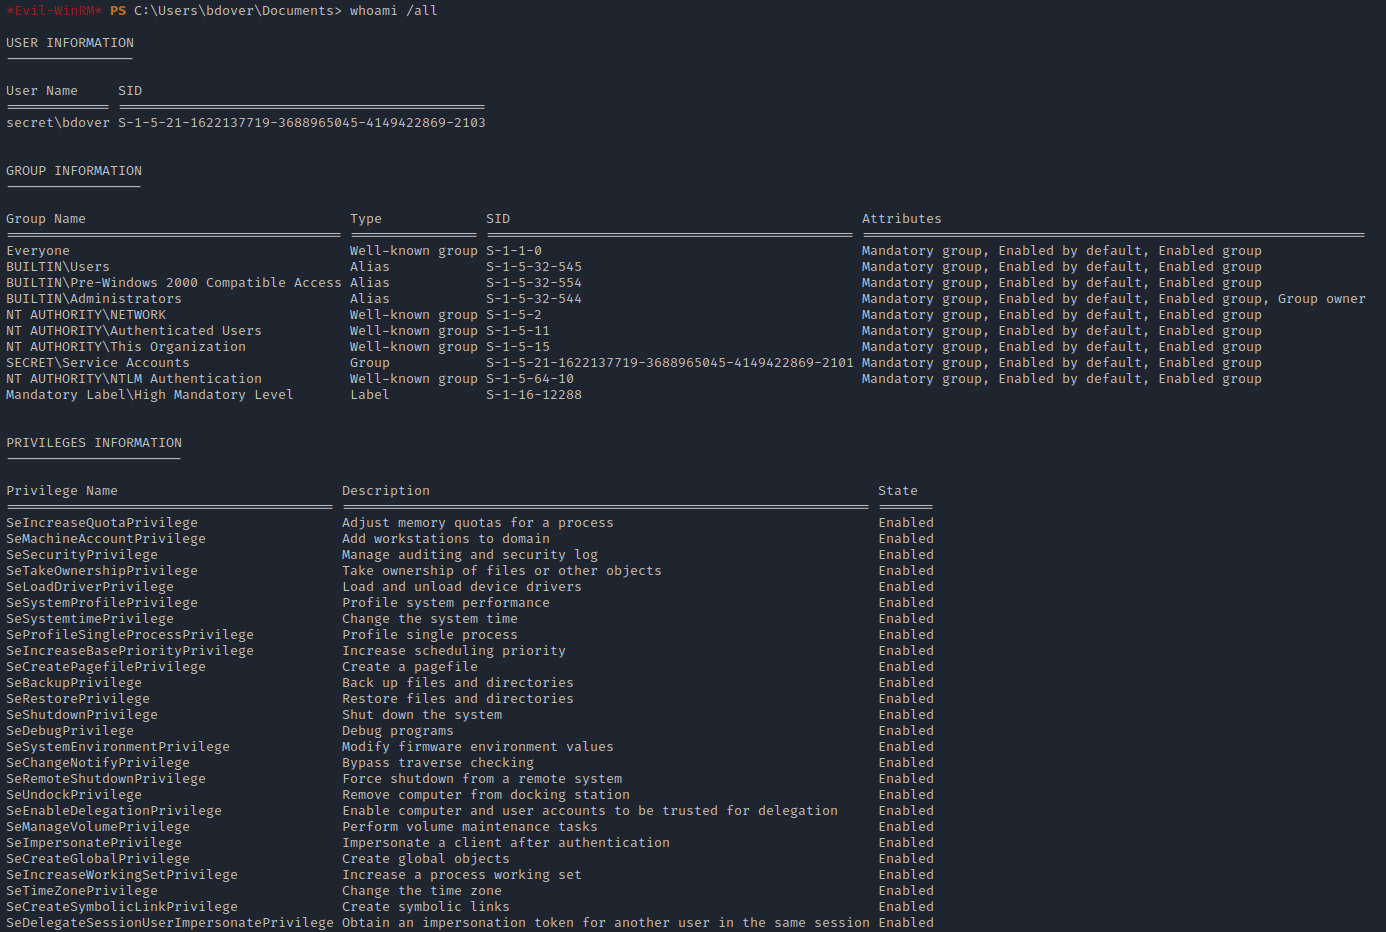 *Evil-WinRM* PS C:\Users\bdover\Documents> whoami /all
USER INFORMATION
----------------
User Name     SID
============= ==============================================
secret\bdover S-1-5-21-1622137719-3688965045-4149422869-2103
GROUP INFORMATION
-----------------
Group Name                                 Type             SID                                            Attributes
========================================== ================ ============================================== ===============================================================
Everyone                                   Well-known group S-1-1-0                                        Mandatory group, Enabled by default, Enabled group
BUILTIN\Users                              Alias            S-1-5-32-545                                   Mandatory group, Enabled by default, Enabled group
BUILTIN\Pre-Windows 2000 Compatible Access Alias            S-1-5-32-554                                   Mandatory group, Enabled by default, Enabled group
BUILTIN\Administrators                     Alias            S-1-5-32-544                                   Mandatory group, Enabled by default, Enabled group, Group owner
NT AUTHORITY\NETWORK                       Well-known group S-1-5-2                                        Mandatory group, Enabled by default, Enabled group
NT AUTHORITY\Authenticated Users           Well-known group S-1-5-11                                       Mandatory group, Enabled by default, Enabled group
NT AUTHORITY\This Organization             Well-known group S-1-5-15                                       Mandatory group, Enabled by default, Enabled group
SECRET\Service Accounts                    Group            S-1-5-21-1622137719-3688965045-4149422869-2101 Mandatory group, Enabled by default, Enabled group
NT AUTHORITY\NTLM Authentication           Well-known group S-1-5-64-10                                    Mandatory group, Enabled by default, Enabled group
Mandatory Label\High Mandatory Level       Label            S-1-16-12288
PRIVILEGES INFORMATION
----------------------
Privilege Name                            Description                                                        State
========================================= ================================================================== =======
SeIncreaseQuotaPrivilege                  Adjust memory quotas for a process                                 Enabled
SeMachineAccountPrivilege                 Add workstations to domain                                         Enabled
SeSecurityPrivilege                       Manage auditing and security log                                   Enabled
SeTakeOwnershipPrivilege                  Take ownership of files or other objects                           Enabled
SeLoadDriverPrivilege                     Load and unload device drivers                                     Enabled
SeSystemProfilePrivilege                  Profile system performance                                         Enabled
SeSystemtimePrivilege                     Change the system time                                             Enabled
SeProfileSingleProcessPrivilege           Profile single process                                             Enabled
SeIncreaseBasePriorityPrivilege           Increase scheduling priority                                       Enabled
SeCreatePagefilePrivilege                 Create a pagefile                                                  Enabled
SeBackupPrivilege                         Back up files and directories                                      Enabled
SeRestorePrivilege                        Restore files and directories                                      Enabled
SeShutdownPrivilege                       Shut down the system                                               Enabled
SeDebugPrivilege                          Debug programs                                                     Enabled
SeSystemEnvironmentPrivilege              Modify firmware environment values                                 Enabled
SeChangeNotifyPrivilege                   Bypass traverse checking                                           Enabled
SeRemoteShutdownPrivilege                 Force shutdown from a remote system                                Enabled
SeUndockPrivilege                         Remove computer from docking station                               Enabled
SeEnableDelegationPrivilege               Enable computer and user accounts to be trusted for delegation     Enabled
SeManageVolumePrivilege                   Perform volume maintenance tasks                                   Enabled
SeImpersonatePrivilege                    Impersonate a client after authentication                          Enabled
SeCreateGlobalPrivilege                   Create global objects                                              Enabled
SeIncreaseWorkingSetPrivilege             Increase a process working set                                     Enabled
SeTimeZonePrivilege                       Change the time zone                                               Enabled
SeCreateSymbolicLinkPrivilege             Create symbolic links                                              Enabled
SeDelegateSessionUserImpersonatePrivilege Obtain an impersonation token for another user in the same session Enabled